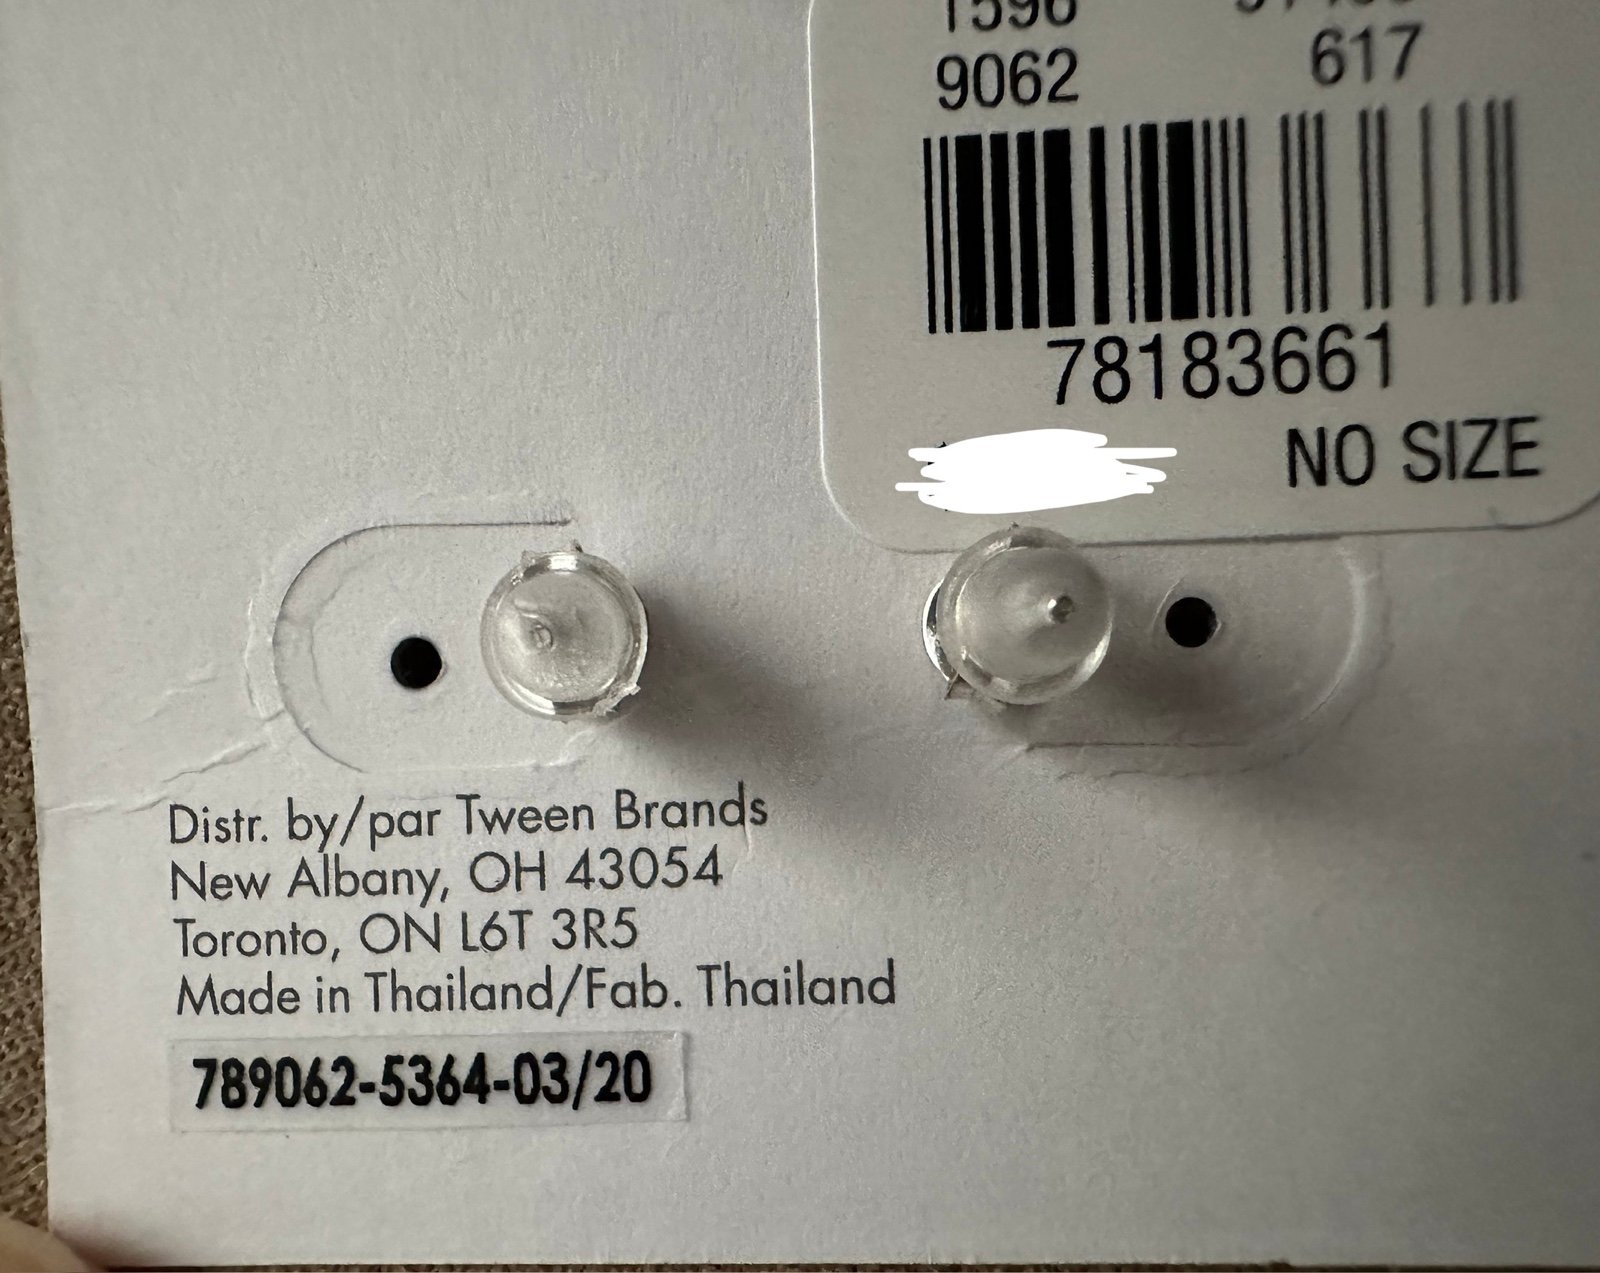 1596
9062 617
78183661
NO SIZE
Distr. by/par Tween Brands
New Albany, OH 43054
Toronto, ON L6T 3R5
Made in Thailand/Fab. Thailand
789062-5364-03/20